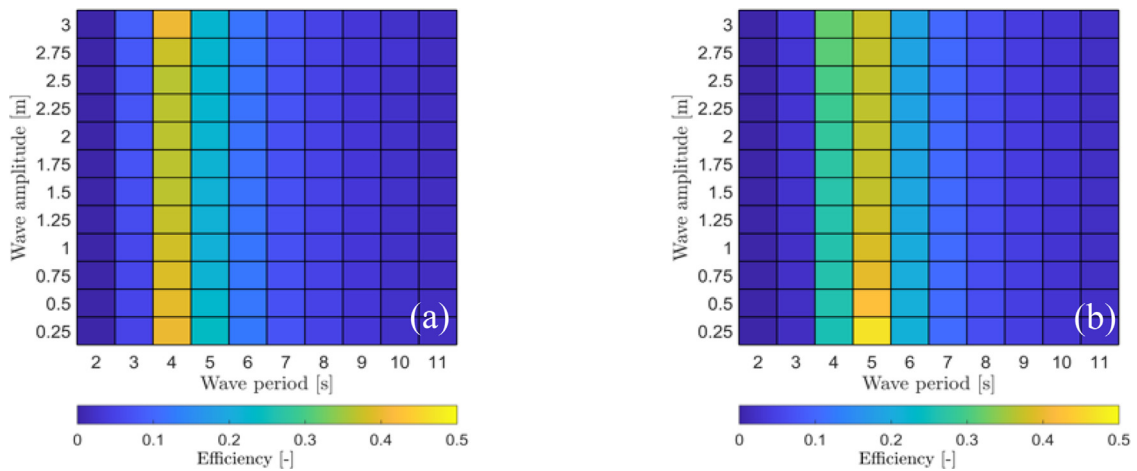 Wave amplitude [m]
3
2.75
2.5
2.25
2
1.75
1.5
1.25
1
0.75
0.5
0.25
(a)
2 3 4 5 6 7 8 9 10 11
Wave period [s]
0 0.1 0.2 0.3 0.4 0.5
Efficiency [-]
Wave amplitude [m]
3
2.75
2.5
2.25
2
1.75
1.5
1.25
1
0.75
0.5
0.25
(b)
2 3 4 5 6 7 8 9 10 11
Wave period [s]
0 0.1 0.2 0.3 0.4 0.5
Efficiency [-]